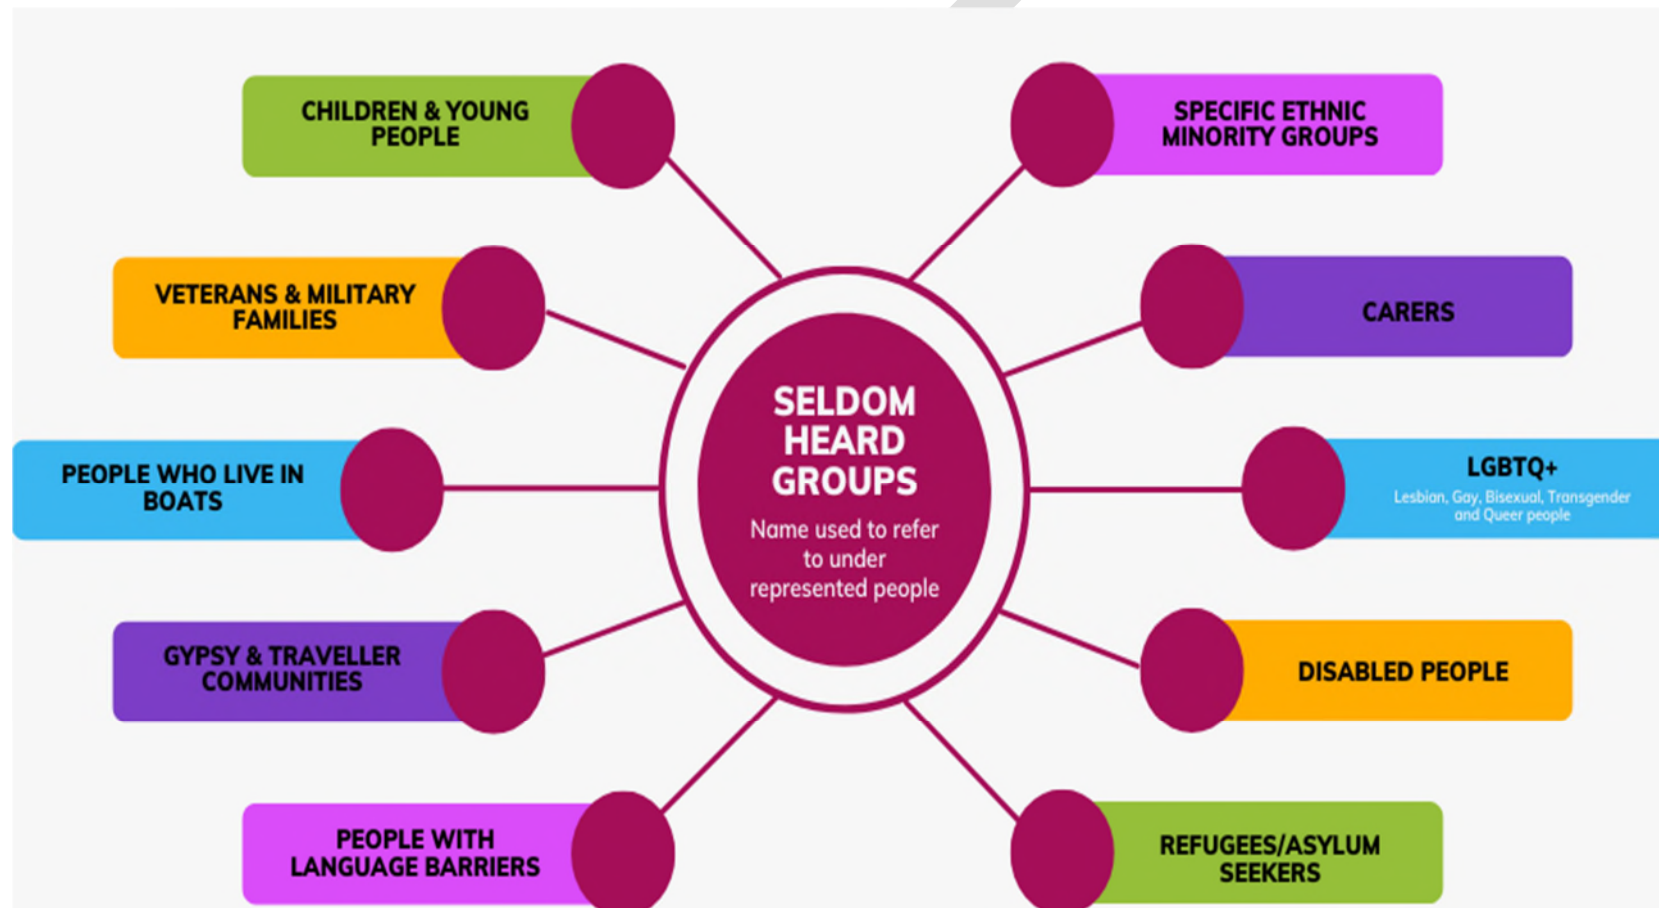 CHILDREN & YOUNG
PEOPLE
SPECIFIC ETHNIC
MINORITY GROUPS
VETERANS & MILITARY
FAMILIES
CARERS
SELDOM
HEARD
GROUPS
Name used to refer
to under
represented people
PEOPLE WHO LIVE IN
BOATS
LGBTQ+
Lesbian, Gay, Bisexual, Transgender
and Queer people
GYPSY & TRAVELLER
COMMUNITIES
DISABLED PEOPLE
PEOPLE WITH
LANGUAGE BARRIERS
REFUGEES/ASYLUM
SEEKERS